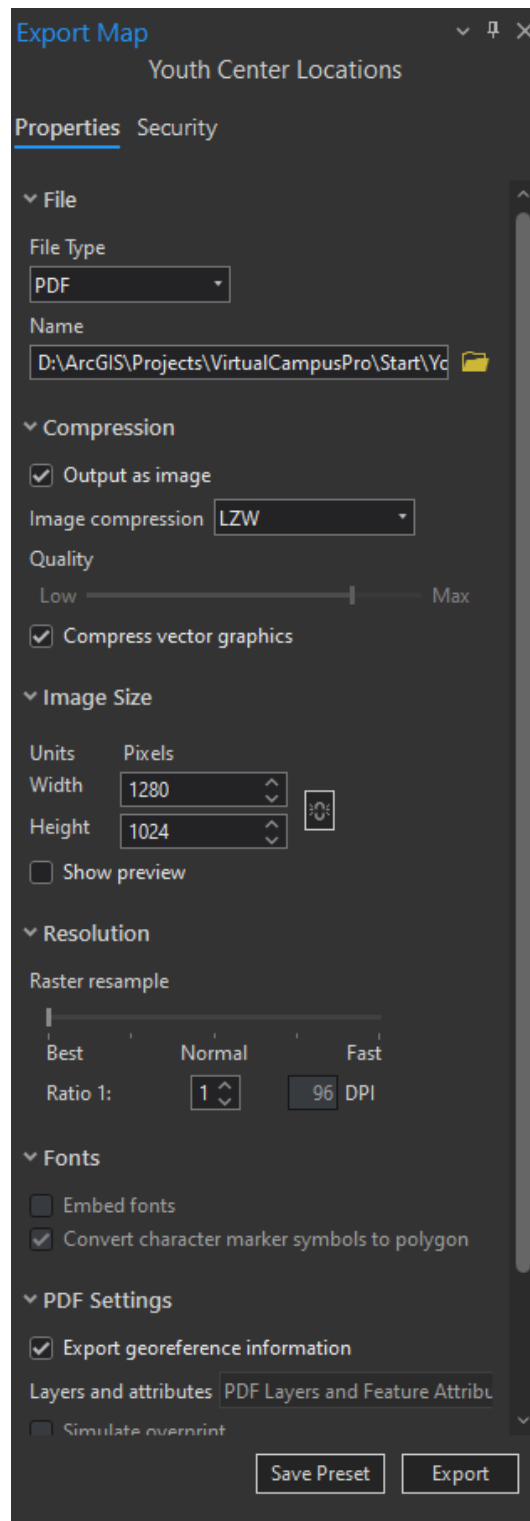 Export Map
Youth Center Locations
Properties Security
File
File Type
PDF
Name
D:\ArcGIS\Projects\VirtualCampusPro\Start\Yo
Compression
Output as image
Image compression LZW
Quality
Low Max
Compress vector graphics
Image Size
Units Pixels
Width 1280
Height 1024
Show preview
Resolution
Raster resample
Best Normal Fast
Ratio 1: 1 96 DPI
Fonts
Embed fonts
Convert character marker symbols to polygon
PDF Settings
Export georeference information
Layers and attributes PDF Layers and Feature Attribu
Simulate overprint
Save Preset Export